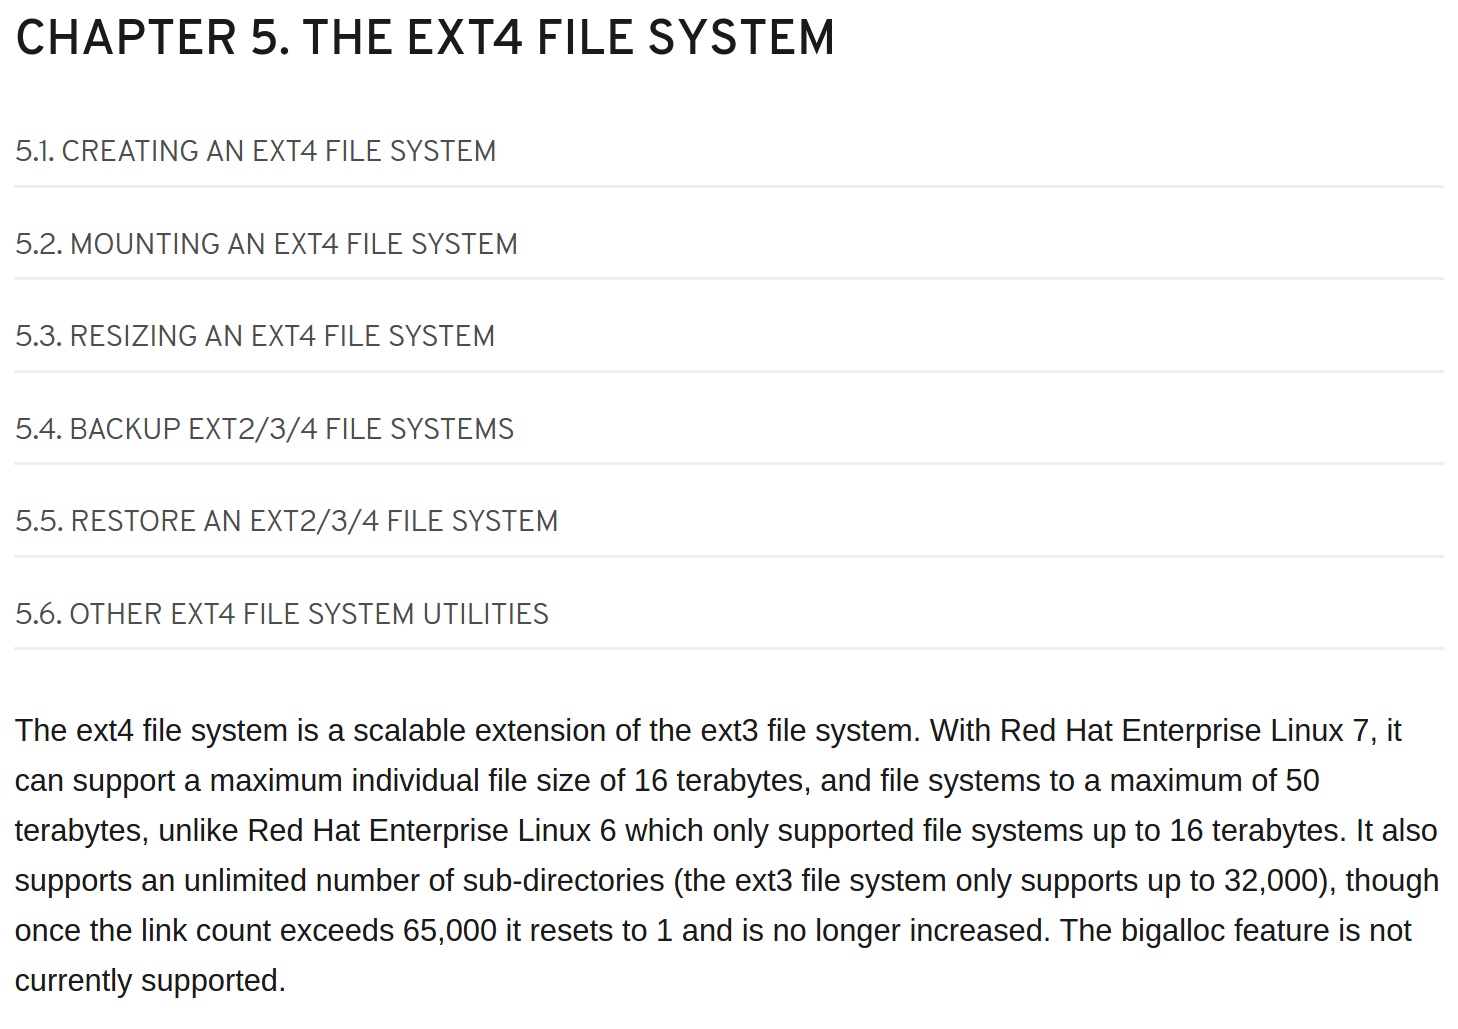 CHAPTER 5. THE EXT4 FILE SYSTEM
5.1. CREATING AN EXT4 FILE SYSTEM
5.2. MOUNTING AN EXT4 FILE SYSTEM
5.3. RESIZING AN EXT4 FILE SYSTEM
5.4. BACKUP EXT2/3/4 FILE SYSTEMS
5.5. RESTORE AN EXT2/3/4 FILE SYSTEM
5.6. OTHER EXT4 FILE SYSTEM UTILITIES
The ext4 file system is a scalable extension of the ext3 file system. With Red Hat Enterprise Linux 7, it
can support a maximum individual file size of 16 terabytes, and file systems to a maximum of 50
terabytes, unlike Red Hat Enterprise Linux 6 which only supported file systems up to 16 terabytes. It also
supports an unlimited number of sub-directories (the ext3 file system only supports up to 32,000), though
once the link count exceeds 65,000 it resets to 1 and is no longer increased. The bigalloc feature is not
currently supported.